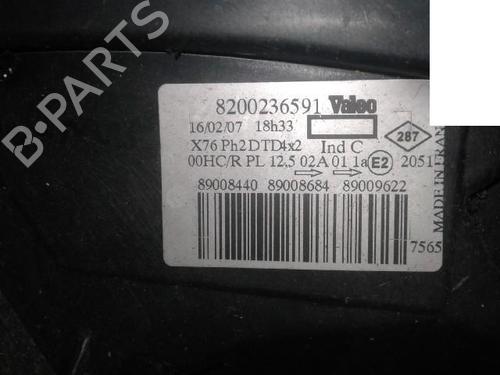 B-PARTS
8200236591 Valeo
16/02/07 18h33
287
X76 Ph2 DTD4x2 Ind C
00HC/R PL 12,5 02A 01 1a E2 2051
89008440 89008684 89009622
7565
MADE IN FRAN